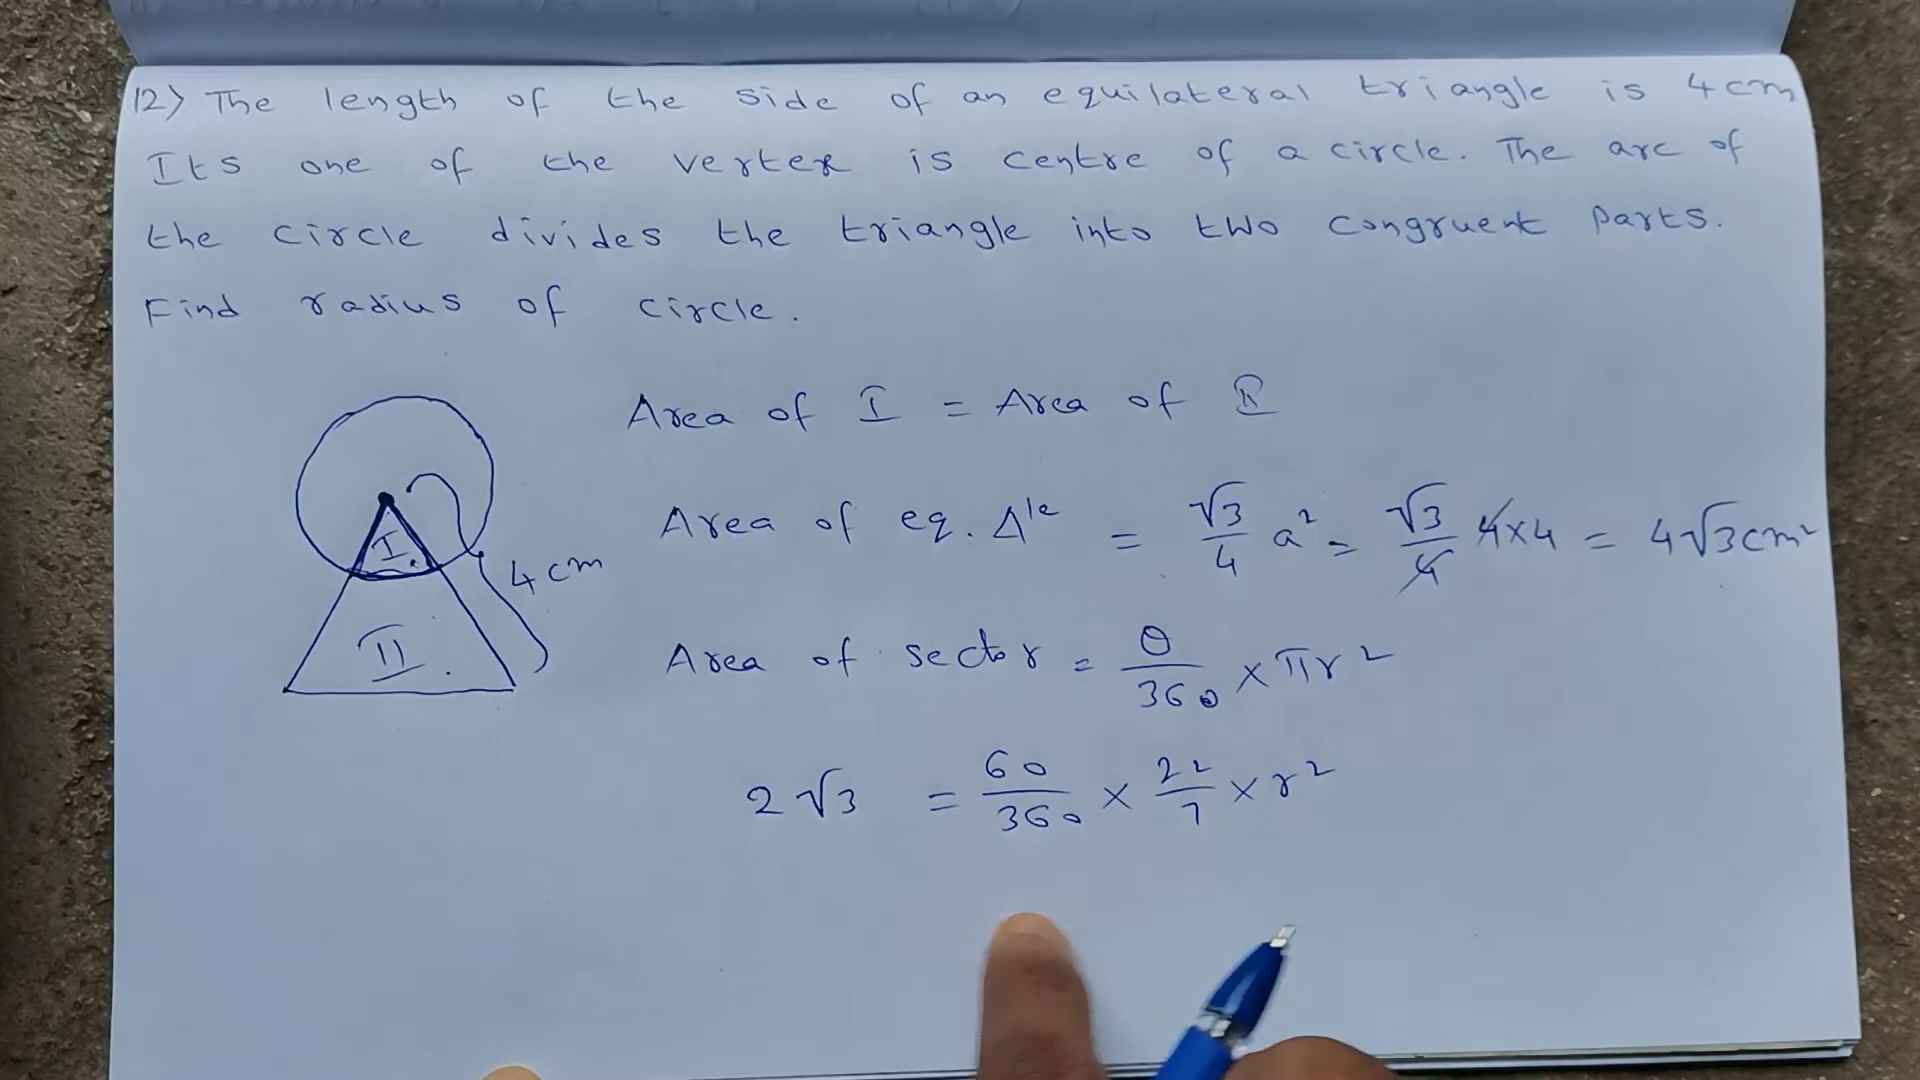 12) The length of the side of an equilateral triangle is 4cm
Its one of the vertex is centre of a circle. The arc of
the circle divides the triangle into two congruent parts.
Find radius of circle.
Area of I = Area of II
Area of eq. Δle = √3/4 a² = √3/4 4×4 = 4√3cm²
I.
4 cm
II.
Area of sector = θ/360 × πr²
2√3 = 60/360 × 22/7 × r²